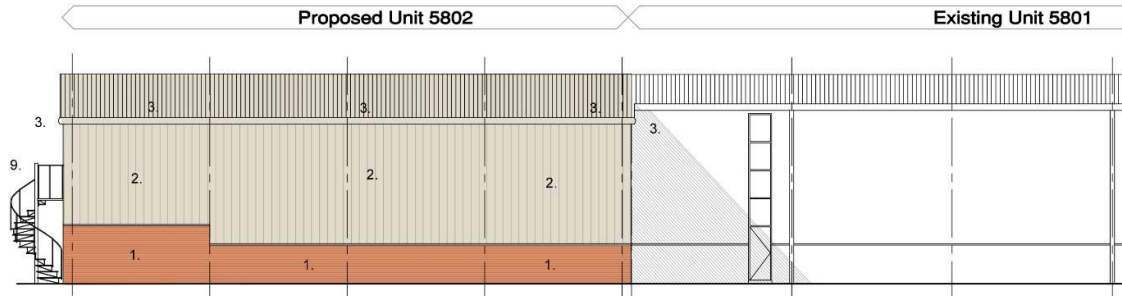 Proposed Unit 5802
Existing Unit 5801
3. 3. 3.
3. 3.
9.
2. 2. 2.
1. 1. 1.